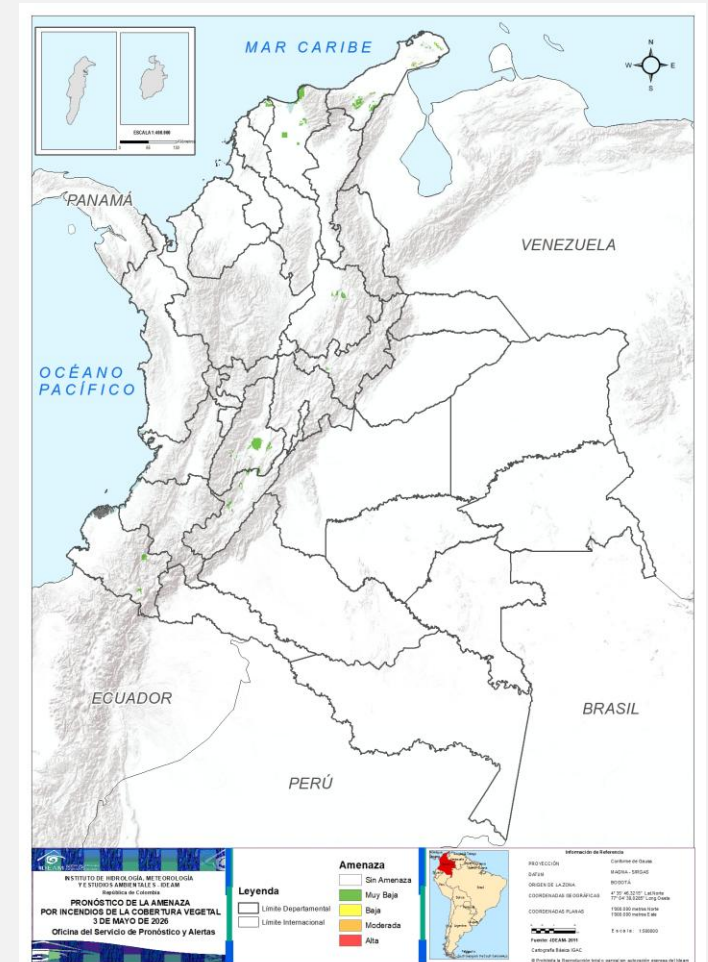 MAR CARIBE
N
W
E
S
ESCALA 1:400.000
PANAMÁ
VENEZUELA
OCÉANO
PACÍFICO
ECUADOR
BRASIL
PERÚ
IDEAM
INSTITUTO DE HIDROLOGÍA, METEOROLOGÍA
Y ESTUDIOS AMBIENTALES - IDEAM
República de Colombia
PRONÓSTICO DE LA AMENAZA
POR INCENDIOS DE LA COBERTURA VEGETAL
3 DE MAYO DE 2026
Oficina del Servicio de Pronóstico y Alertas
Leyenda
Límite Departamental
Límite Internacional
Amenaza
Sin Amenaza
Muy Baja
Baja
Moderada
Alta
Información de Referencia
PROYECCIÓN Conforme de Gauss
DATUM MAGNA - SIRGAS
ORIGEN DE LA ZONA BOGOTÁ
COORDENADAS GEOGRÁFICAS
COORDENADAS PLANAS 1'000.000 metros Norte
1'000.000 metros Este
Cartografía Básica: IGAC